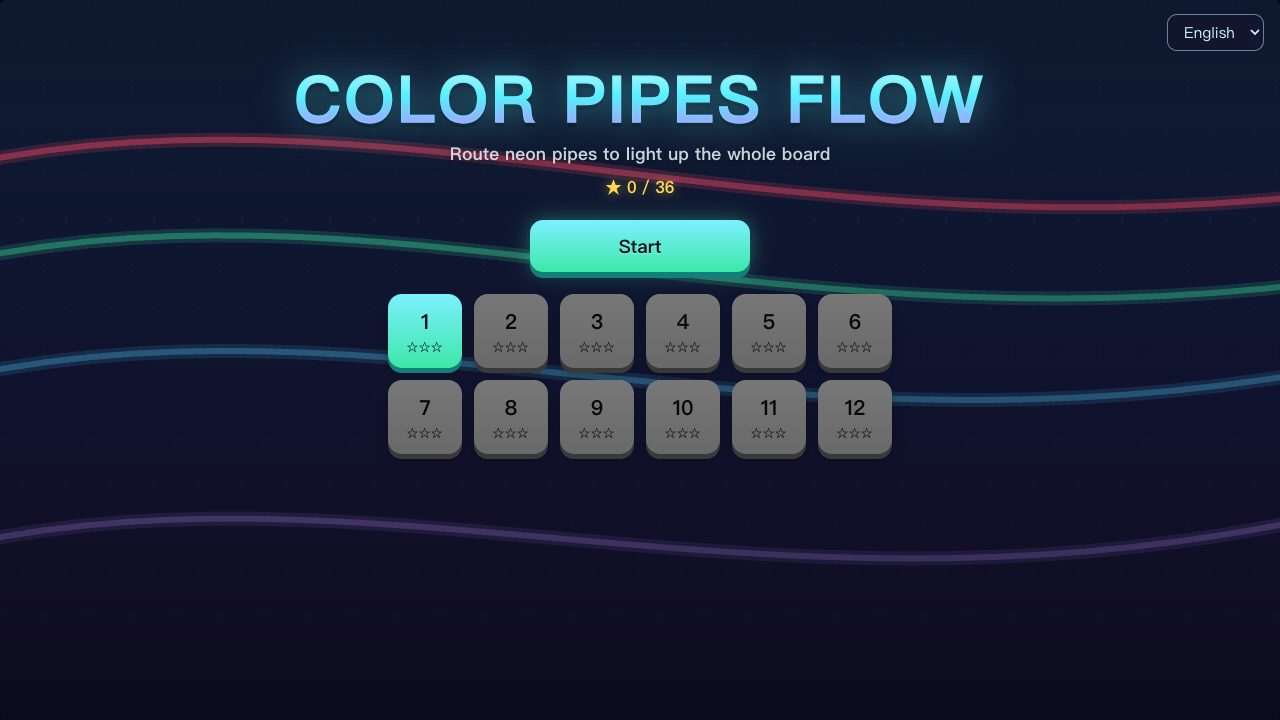 English
COLOR PIPES FLOW
Route neon pipes to light up the whole board
★ 0 / 36
Start
1 2 3 4 5 6
☆☆☆ ☆☆☆ ☆☆☆ ☆☆☆ ☆☆☆ ☆☆☆
7 8 9 10 11 12
☆☆☆ ☆☆☆ ☆☆☆ ☆☆☆ ☆☆☆ ☆☆☆